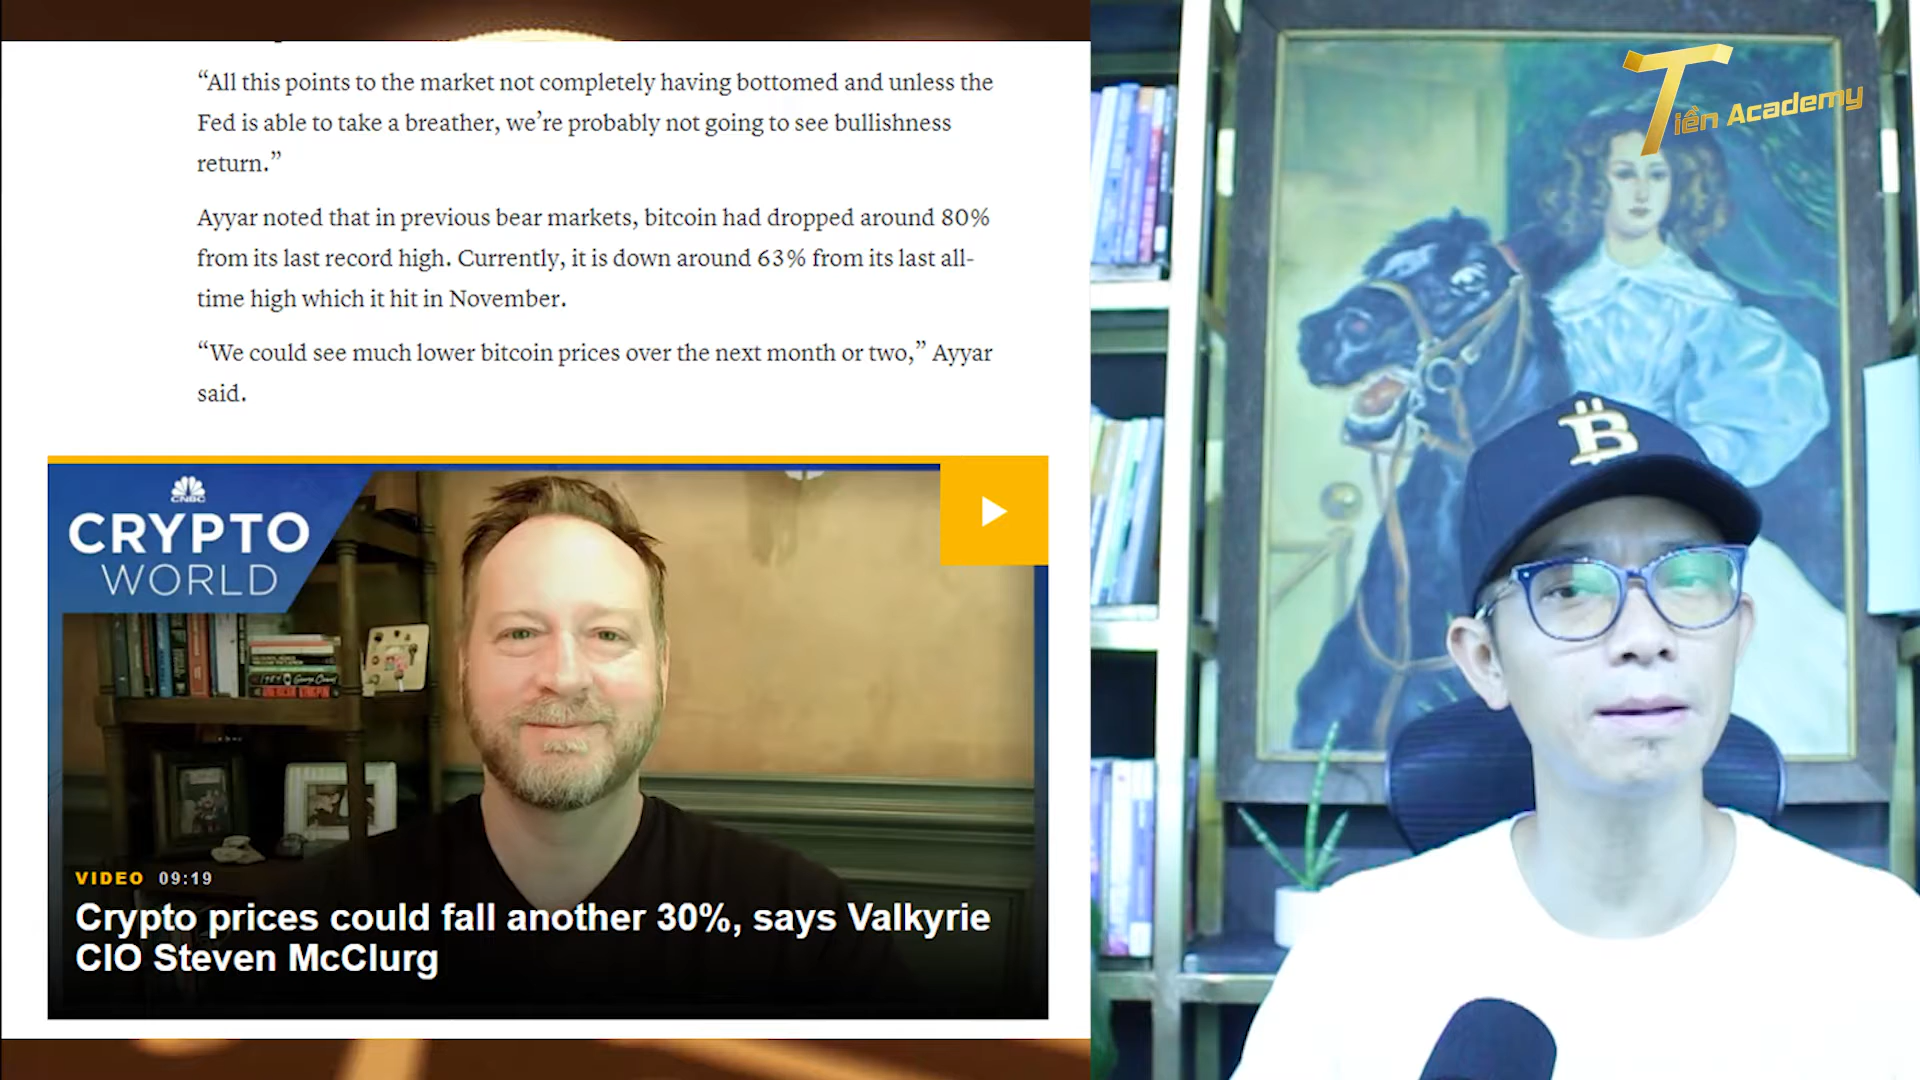 “All this points to the market not completely having bottomed and unless the
Fed is able to take a breather, we’re probably not going to see bullishness
return.”
Ayyar noted that in previous bear markets, bitcoin had dropped around 80%
from its last record high. Currently, it is down around 63% from its last all-
time high which it hit in November.
“We could see much lower bitcoin prices over the next month or two,” Ayyar
said.
CNBC
CRYPTO
WORLD
VIDEO 09:19
Crypto prices could fall another 30%, says Valkyrie
CIO Steven McClurg
Tiền Academy
B